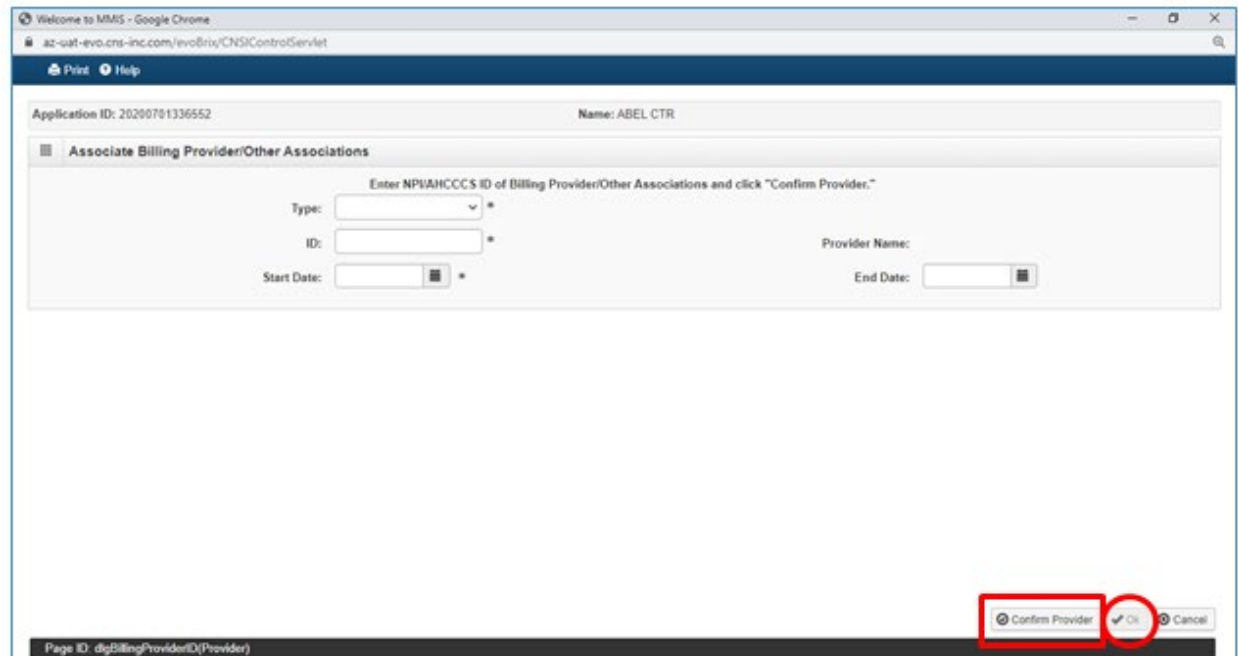 Welcome to MMIS - Google Chrome
az-uat-evo.cns-inc.com/evoBrix/CNSIControlServlet
Print Help
Application ID: 20200701336552 Name: ABEL CTR
Associate Billing Provider/Other Associations
Enter NPI/AHCCCS ID of Billing Provider/Other Associations and click "Confirm Provider."
Type: *
ID: * Provider Name:
Start Date: * End Date:
Confirm Provider Ok Cancel
Page ID: dlgBillingProviderID(Provider)